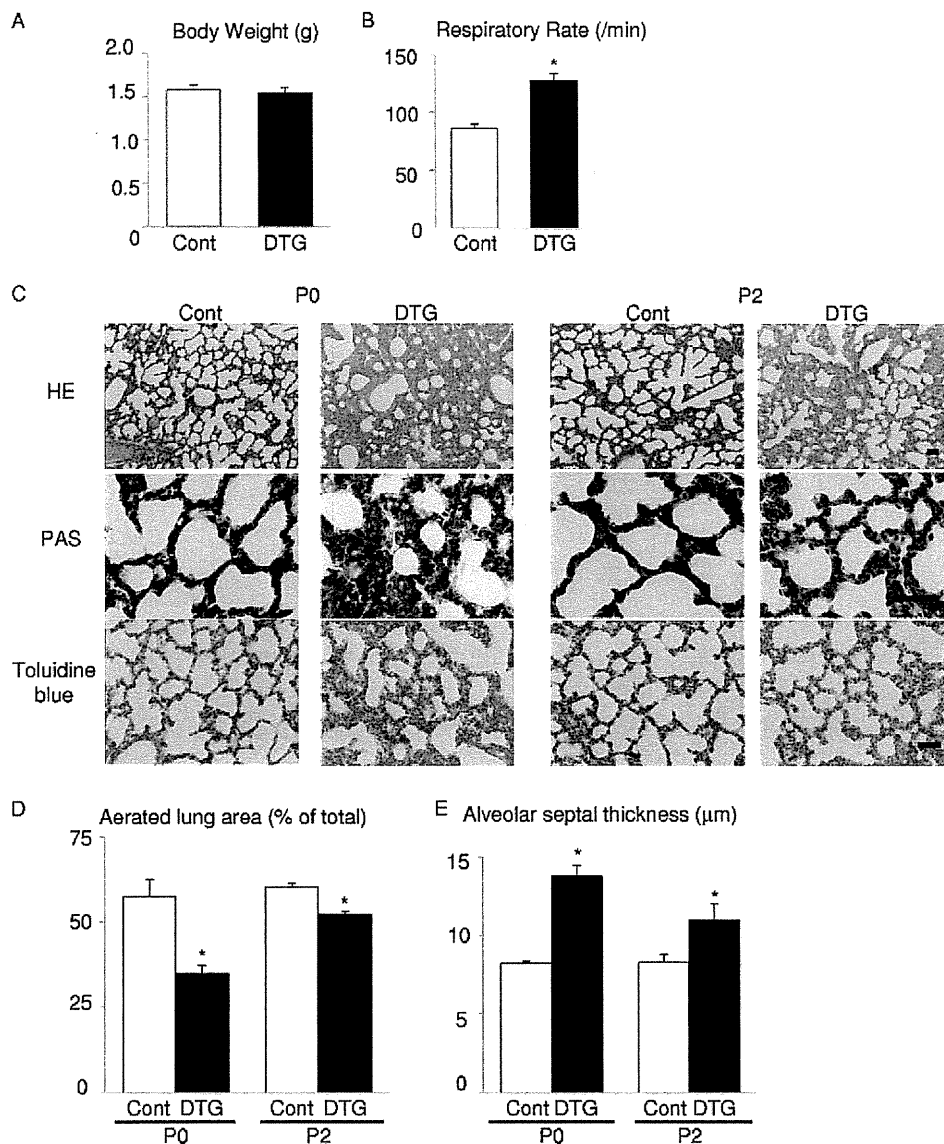 A
Body Weight (g)
2.0
1.5
1.0
0.5
0
Cont DTG
B
Respiratory Rate (/min)
150
100
50
0
Cont DTG
*
C
P0 P2
Cont DTG Cont DTG
HE
PAS
Toluidine
blue
D
Aerated lung area (% of total)
75
50
25
0
* *
Cont DTG Cont DTG
P0 P2
E
Alveolar septal thickness (μm)
15
10
5
0
* *
Cont DTG Cont DTG
P0 P2